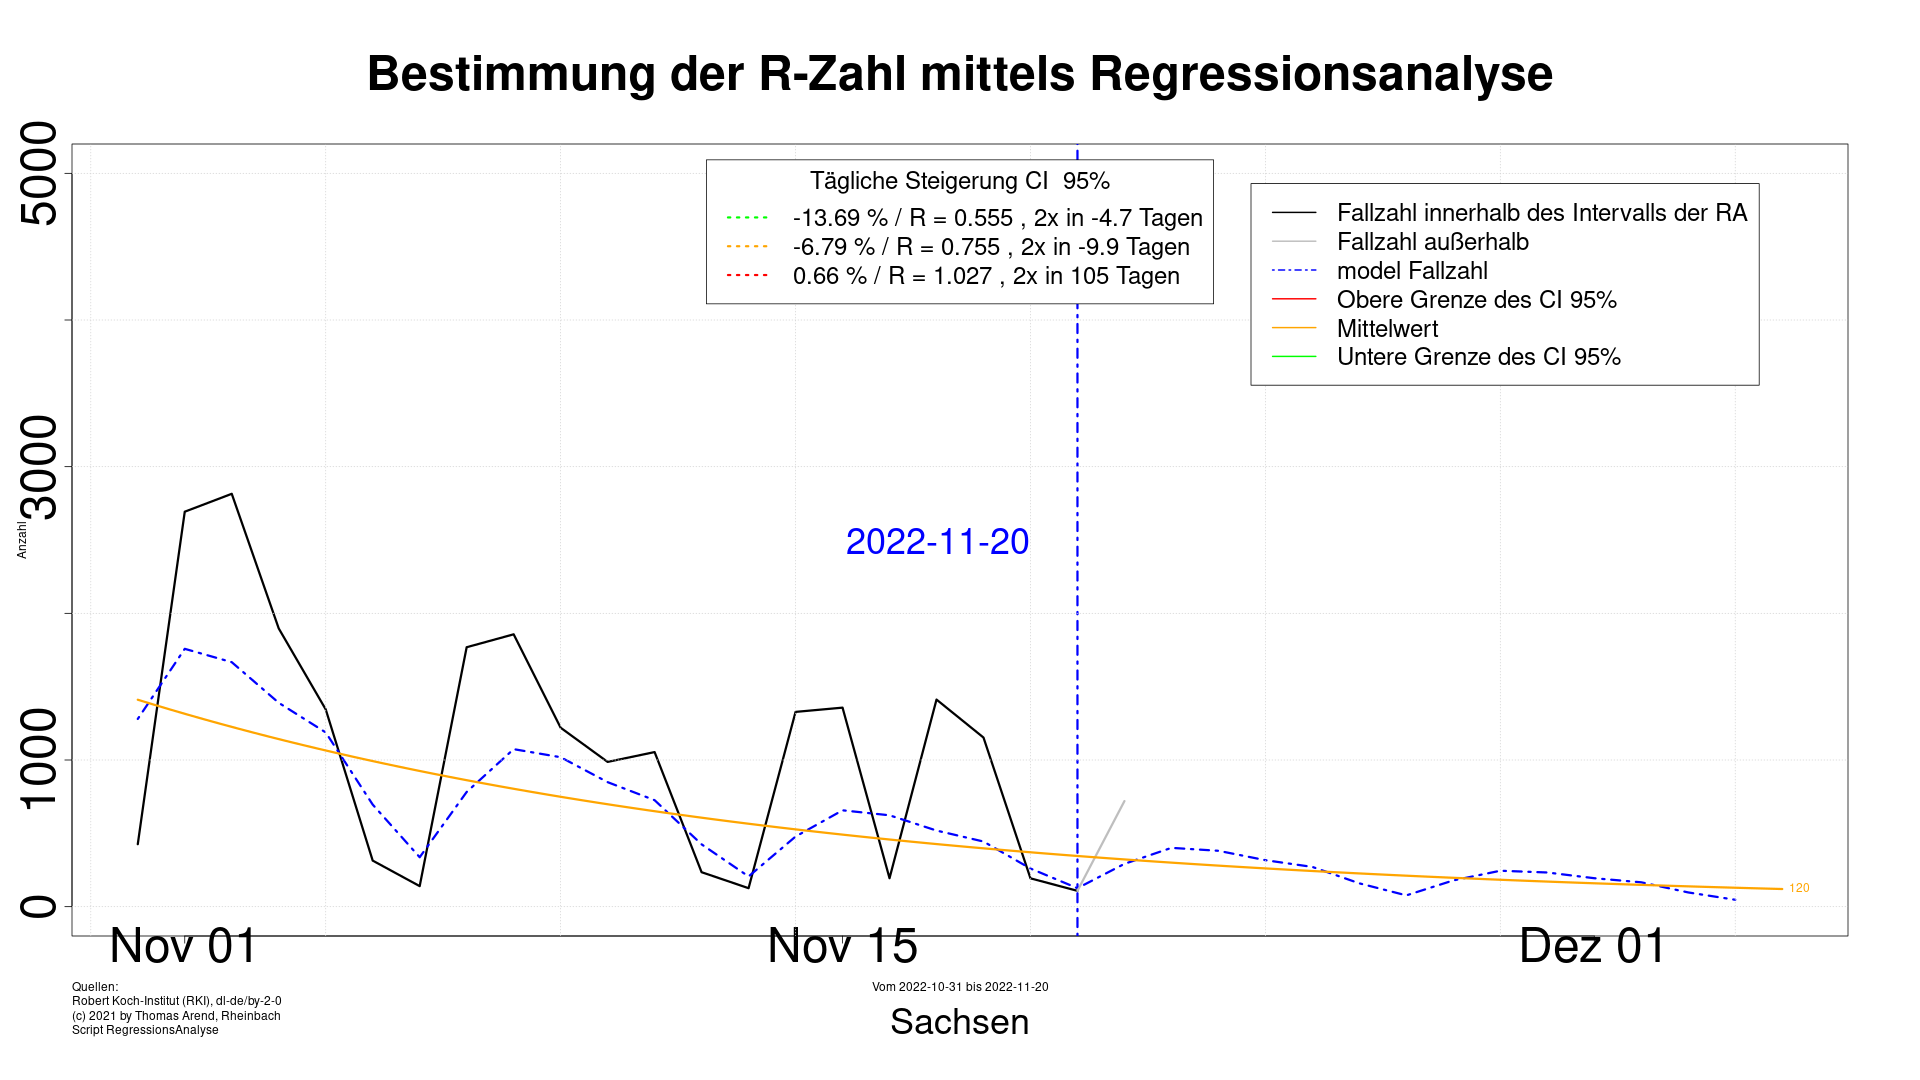 Bestimmung der R-Zahl mittels Regressionsanalyse
5000
3000
1000
0
Anzahl
Tägliche Steigerung CI  95%
-13.69 % / R = 0.555 , 2x in -4.7 Tagen
-6.79 % / R = 0.755 , 2x in -9.9 Tagen
0.66 % / R = 1.027 , 2x in 105 Tagen
Fallzahl innerhalb des Intervalls der RA
Fallzahl außerhalb
model Fallzahl
Obere Grenze des CI 95%
Mittelwert
Untere Grenze des CI 95%
2022-11-20
120
Nov 01
Nov 15
Dez 01
Quellen:
Robert Koch-Institut (RKI), dl-de/by-2-0
(c) 2021 by Thomas Arend, Rheinbach
Script RegressionsAnalyse
Vom 2022-10-31 bis 2022-11-20
Sachsen